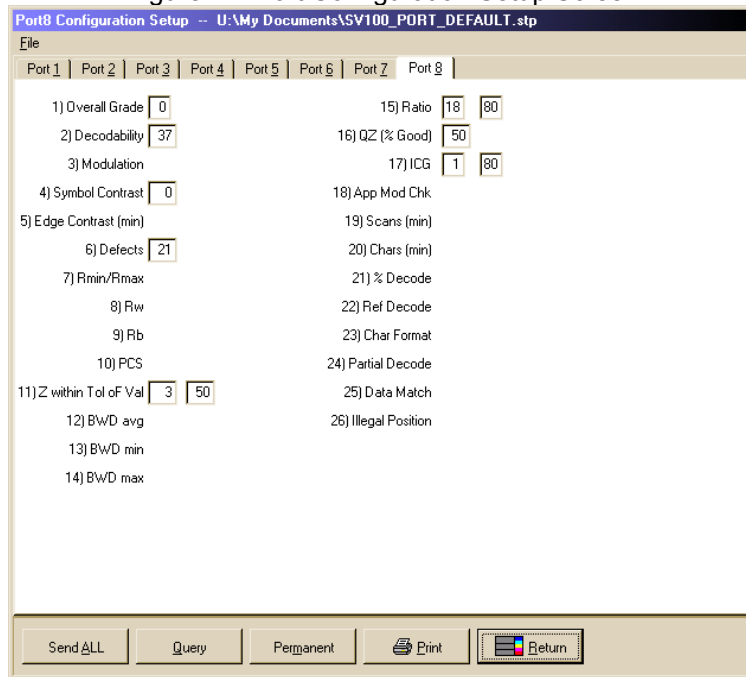 Port8 Configuration Setup -- U:\My Documents\SV100_PORT_DEFAULT.stp
File
Port 1 Port 2 Port 3 Port 4 Port 5 Port 6 Port 7 Port 8
1) Overall Grade 0
2) Decodability 37
3) Modulation
4) Symbol Contrast 0
5) Edge Contrast (min)
6) Defects 21
7) Rmin/Rmax
8) Rw
9) Rb
10) PCS
11) Z within Tol oF Val 3 50
12) BWD avg
13) BWD min
14) BWD max
15) Ratio 18 80
16) QZ (% Good) 50
17) ICG 1 80
18) App Mod Chk
19) Scans (min)
20) Chars (min)
21) % Decode
22) Ref Decode
23) Char Format
24) Partial Decode
25) Data Match
26) Illegal Position
Send ALL Query Permanent Print Return